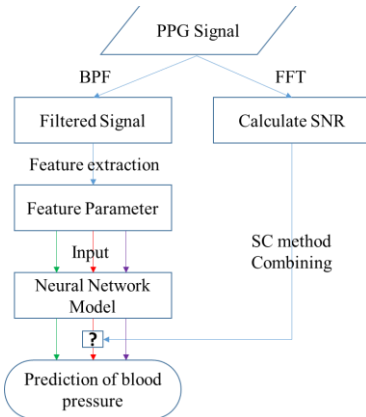 PPG Signal
BPF
FFT
Filtered Signal
Calculate SNR
Feature extraction
Feature Parameter
SC method
Combining
Input
Neural Network
Model
?
Prediction of blood
pressure